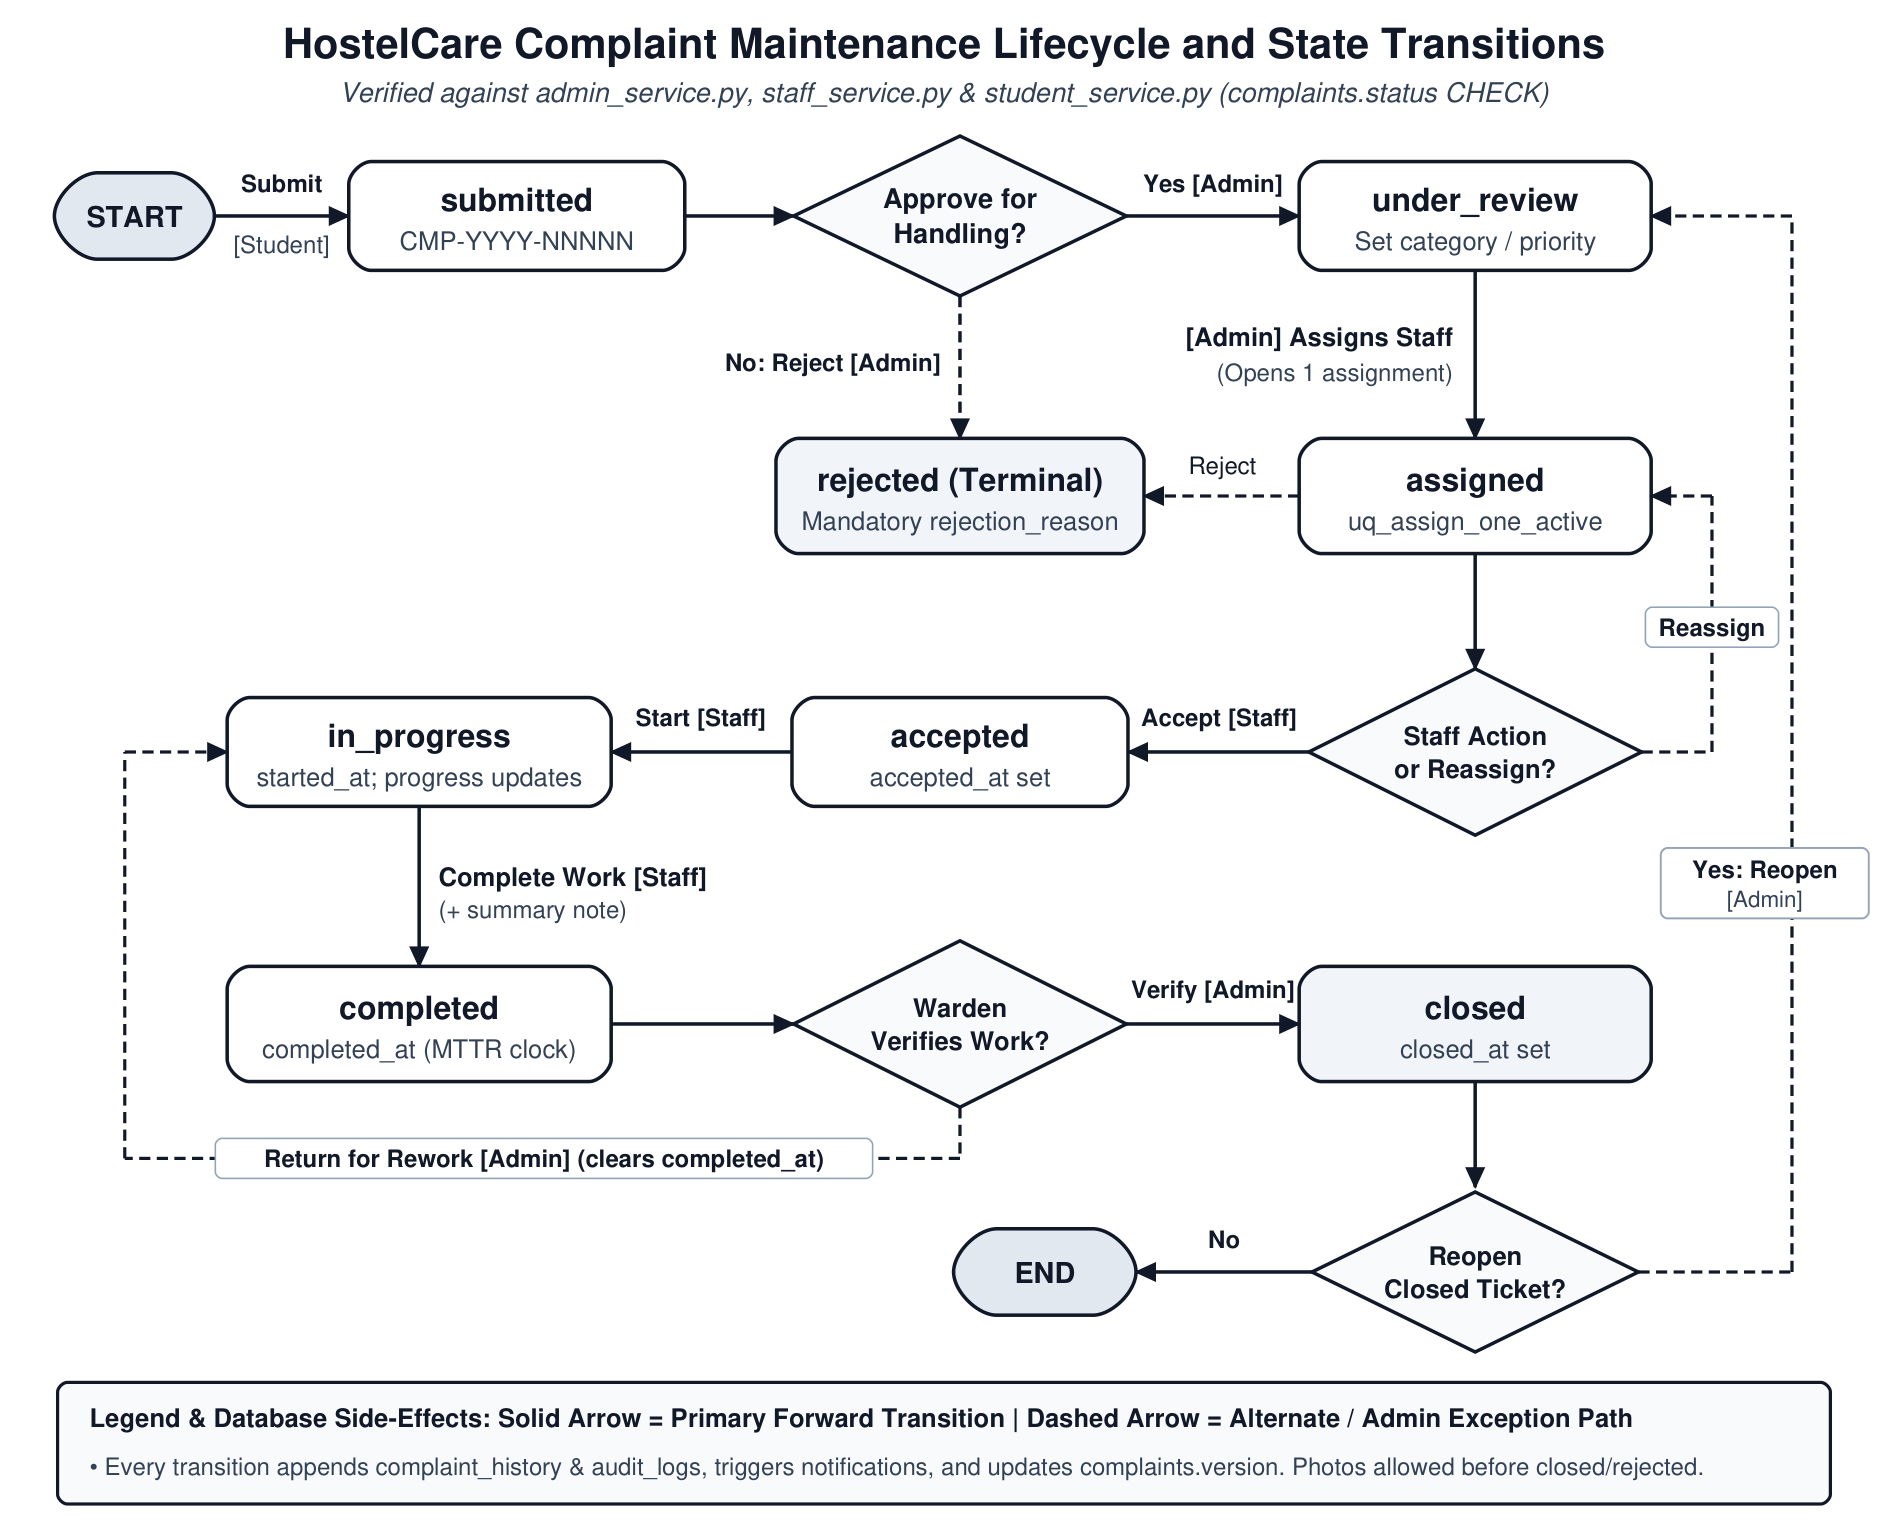 HostelCare Complaint Maintenance Lifecycle and State Transitions
Verified against admin_service.py, staff_service.py & student_service.py (complaints.status CHECK)
START
Submit
[Student]
submitted
CMP-YYYY-NNNNN
Approve for
Handling?
Yes [Admin]
under_review
Set category / priority
No: Reject [Admin]
[Admin] Assigns Staff
(Opens 1 assignment)
rejected (Terminal)
Mandatory rejection_reason
Reject
assigned
uq_assign_one_active
Reassign
in_progress
started_at; progress updates
Start [Staff]
accepted
accepted_at set
Accept [Staff]
Staff Action
or Reassign?
Complete Work [Staff]
(+ summary note)
Yes: Reopen
[Admin]
completed
completed_at (MTTR clock)
Warden
Verifies Work?
Verify [Admin]
closed
closed_at set
Return for Rework [Admin] (clears completed_at)
END
No
Reopen
Closed Ticket?
Legend & Database Side-Effects: Solid Arrow = Primary Forward Transition | Dashed Arrow = Alternate / Admin Exception Path
• Every transition appends complaint_history & audit_logs, triggers notifications, and updates complaints.version. Photos allowed before closed/rejected.